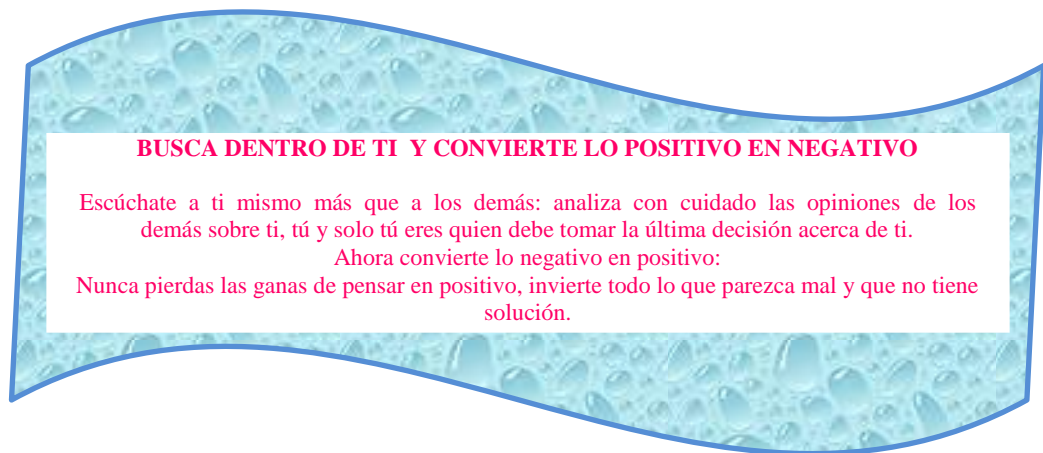 BUSCA DENTRO DE TI  Y CONVIERTE LO POSITIVO EN NEGATIVO
Escúchate a ti mismo más que a los demás: analiza con cuidado las opiniones de los
demás sobre ti, tú y solo tú eres quien debe tomar la última decisión acerca de ti.
Ahora convierte lo negativo en positivo:
Nunca pierdas las ganas de pensar en positivo, invierte todo lo que parezca mal y que no tiene
solución.